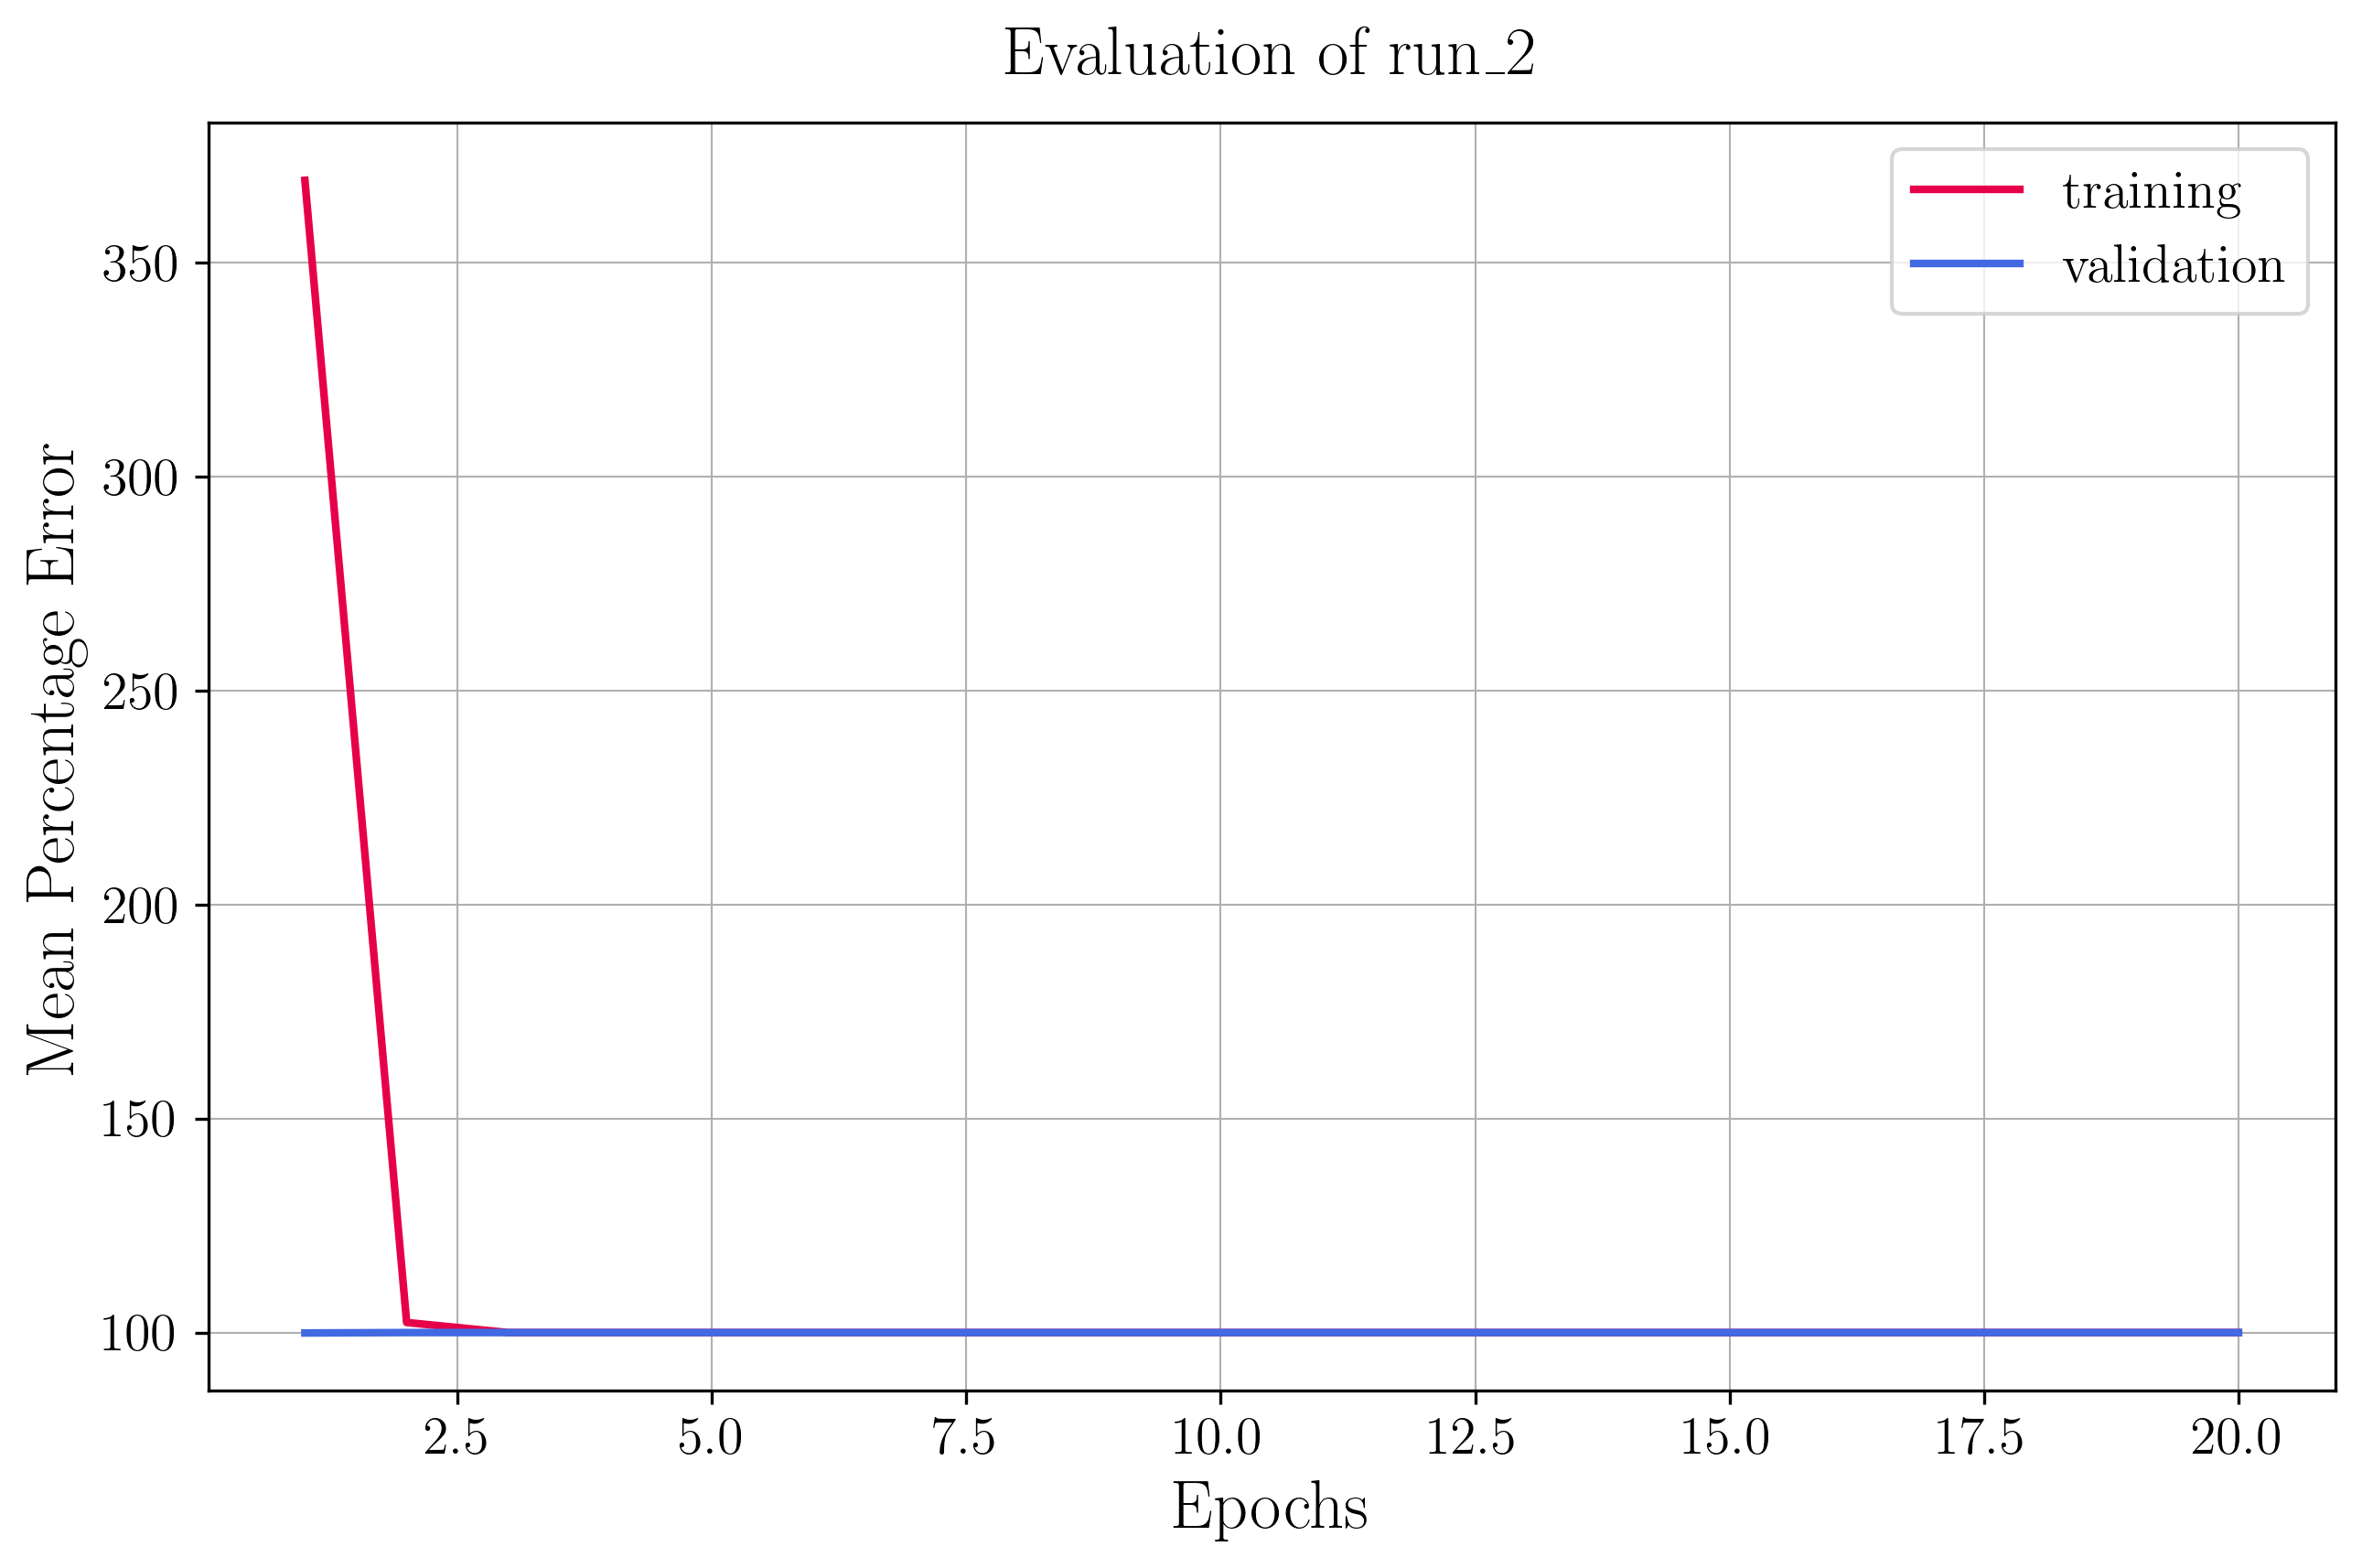 Evaluation of run_2
training
validation
Mean Percentage Error
350
300
250
200
150
100
2.5 5.0 7.5 10.0 12.5 15.0 17.5 20.0
Epochs